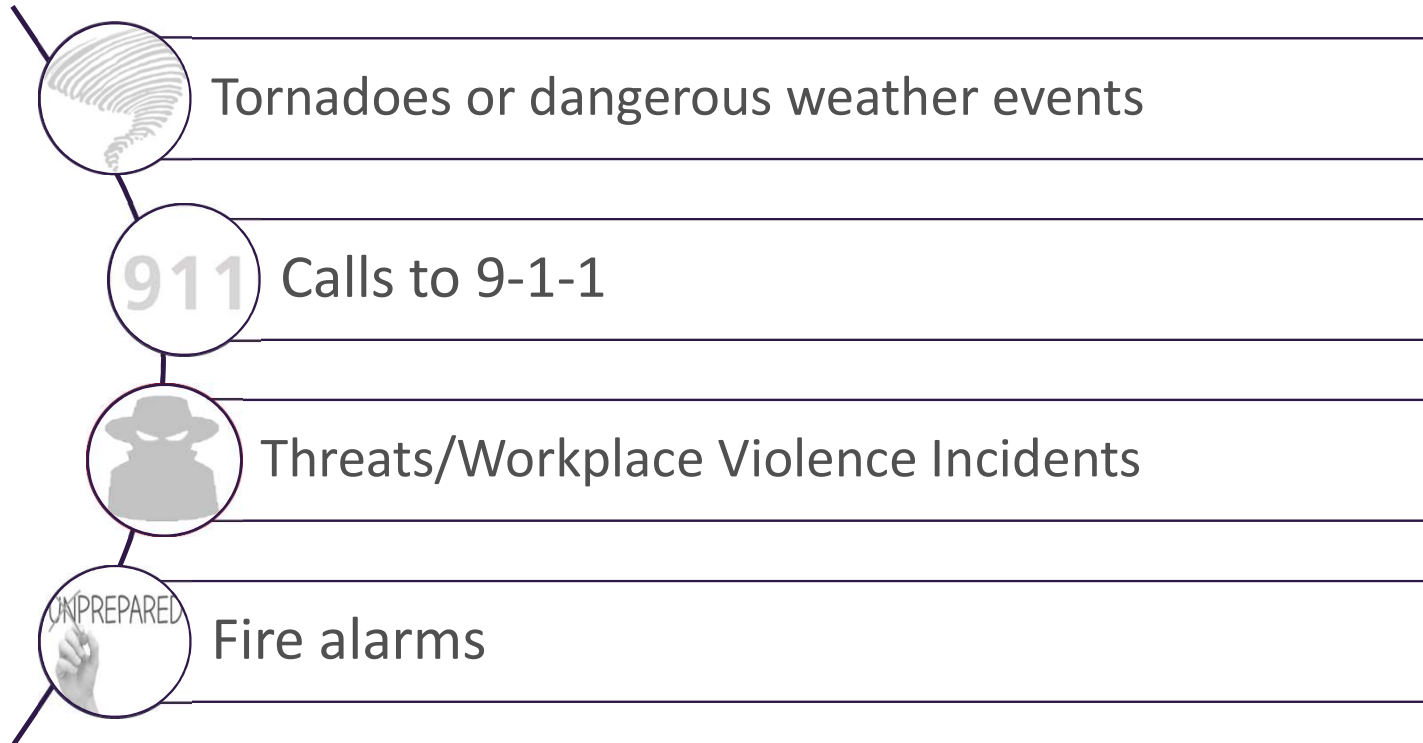 Tornadoes or dangerous weather events
911
Calls to 9-1-1
Threats/Workplace Violence Incidents
UNPREPARED
Fire alarms